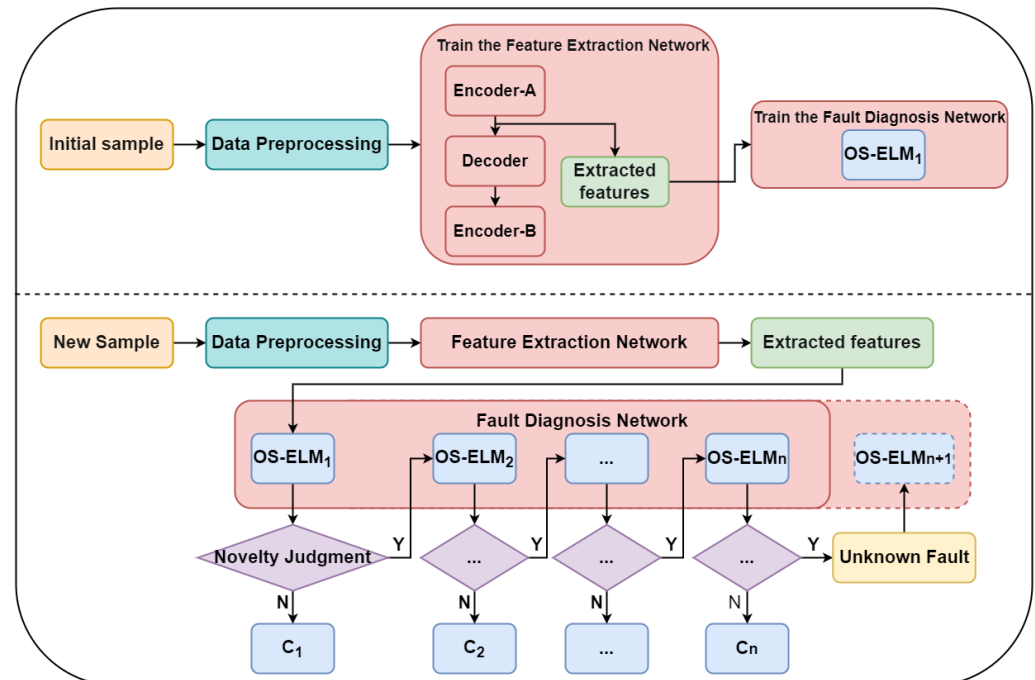 Train the Feature Extraction Network
Encoder-A
Train the Fault Diagnosis Network
Initial sample
Data Preprocessing
Decoder
Extracted
features
OS-ELM1
Encoder-B
New Sample
Data Preprocessing
Feature Extraction Network
Extracted features
Fault Diagnosis Network
OS-ELM1
OS-ELM2
...
OS-ELMn
OS-ELMn+1
Novelty Judgment
Y
...
Y
...
Y
...
Y
Unknown Fault
N
N
N
N
C1
C2
...
Cn